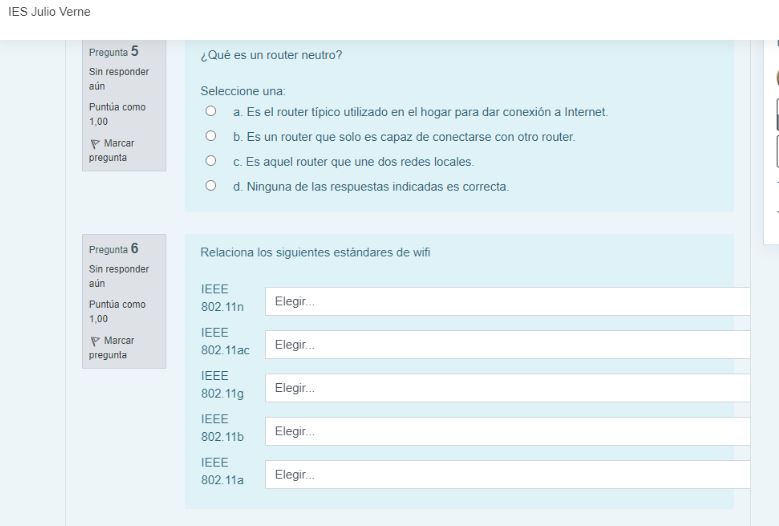 IES Julio Verne
Pregunta 5
Sin responder
aún
Puntúa como
1,00
Marcar
pregunta
¿Qué es un router neutro?
Seleccione una:
a. Es el router típico utilizado en el hogar para dar conexión a Internet.
b. Es un router que solo es capaz de conectarse con otro router.
c. Es aquel router que une dos redes locales.
d. Ninguna de las respuestas indicadas es correcta.
Pregunta 6
Sin responder
aún
Puntúa como
1,00
Marcar
pregunta
Relaciona los siguientes estándares de wifi
IEEE
802.11n
Elegir...
IEEE
802.11ac
Elegir...
IEEE
802.11g
Elegir...
IEEE
802.11b
Elegir...
IEEE
802.11a
Elegir...